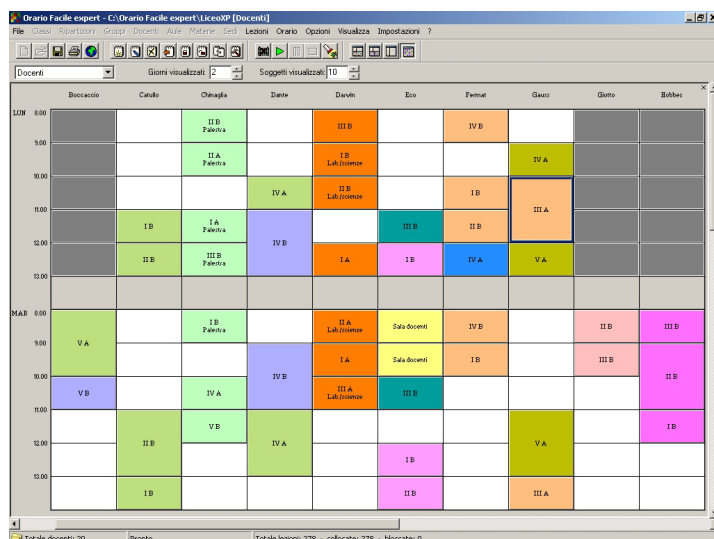 Orario Facile expert - C:\Orario Facile expert\LiceoXP [Docenti]
File Classi Ripartizioni Gruppi Docenti Aule Materie Sedi Lezioni Orario Opzioni Visualizza Impostazioni ?
Docenti Giorni visualizzati: 2 Soggetti visualizzati: 10
Boccaccio Catullo Chinaglia Dante Darwin Eco Fermat Gauss Giotto Hobbes
LUN 8.00
II B Palestra III B IV B
9.00
II A Palestra I B Lab./scienze IV A
10.00
IV A II B Lab./scienze I B III A
11.00
I B I A Palestra IV B III B II B
12.00
II B III B Palestra I A I B IV A V A
13.00
MAR 8.00
V A I B Palestra II A Lab./scienze Sala docenti IV B II B III B
9.00
IV B I A Sala docenti I B III B II B
10.00
V B IV A III A Lab./scienze III B
11.00
II B V B IV A V A I B
12.00
I B
13.00
I B II B III A
Totale docenti: 20 Pronto Totale lezioni: 278 - collocate: 278 - bloccate: 0